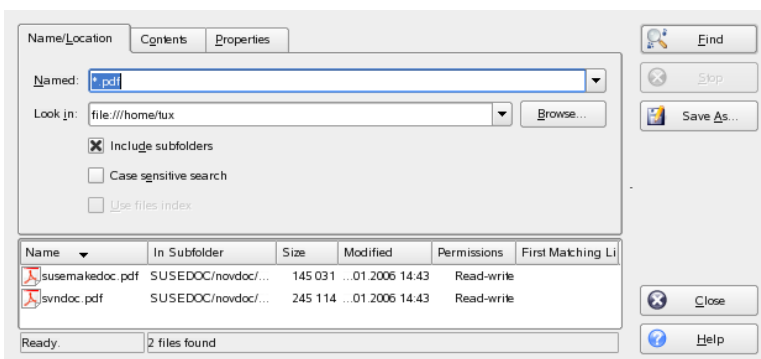 Name/Location Contents Properties
Find
Named: *.pdf
Stop
Look in: file:///home/tux Browse...
Save As...
Include subfolders
Case sensitive search
Use files index
Name In Subfolder Size Modified Permissions First Matching Li
susemakedoc.pdf SUSEDOC/novdoc/... 145 031 ...01.2006 14:43 Read-write
svndoc.pdf SUSEDOC/novdoc/... 245 114 ...01.2006 14:43 Read-write
Close
Ready. 2 files found
Help